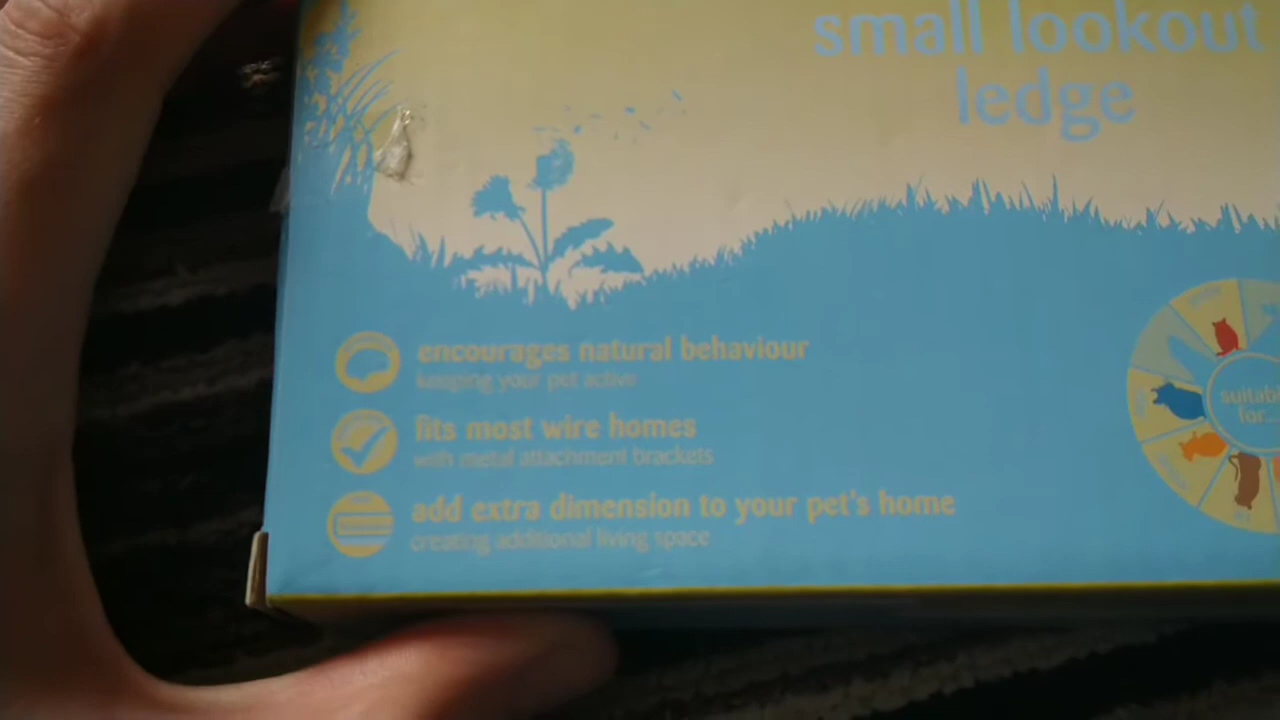 small lookout
ledge
encourages natural behaviour
keeping your pet active
fits most wire homes
with metal attachment brackets
add extra dimension to your pet's home
creating additional living space
for...